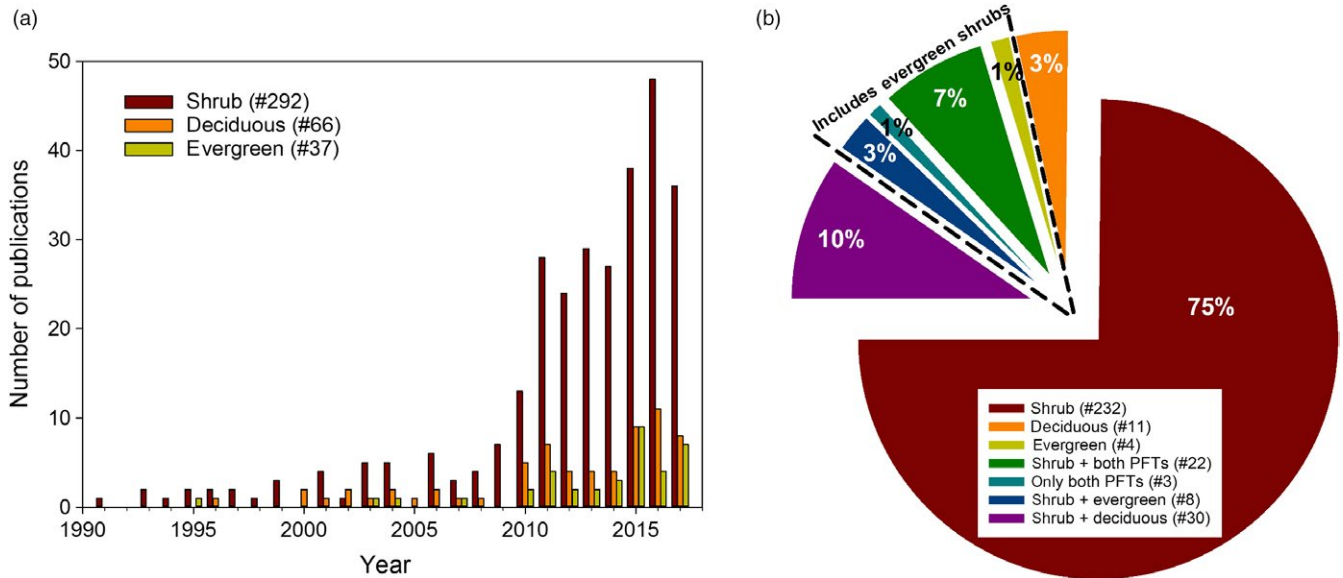 (a)
50
40
30
20
10
0
Number of publications
Shrub (#292)
Deciduous (#66)
Evergreen (#37)
1990
1995
2000
2005
2010
2015
Year
(b)
Includes evergreen shrubs
10%
3%
1%
7%
1%
3%
75%
Shrub (#232)
Deciduous (#11)
Evergreen (#4)
Shrub + both PFTs (#22)
Only both PFTs (#3)
Shrub + evergreen (#8)
Shrub + deciduous (#30)